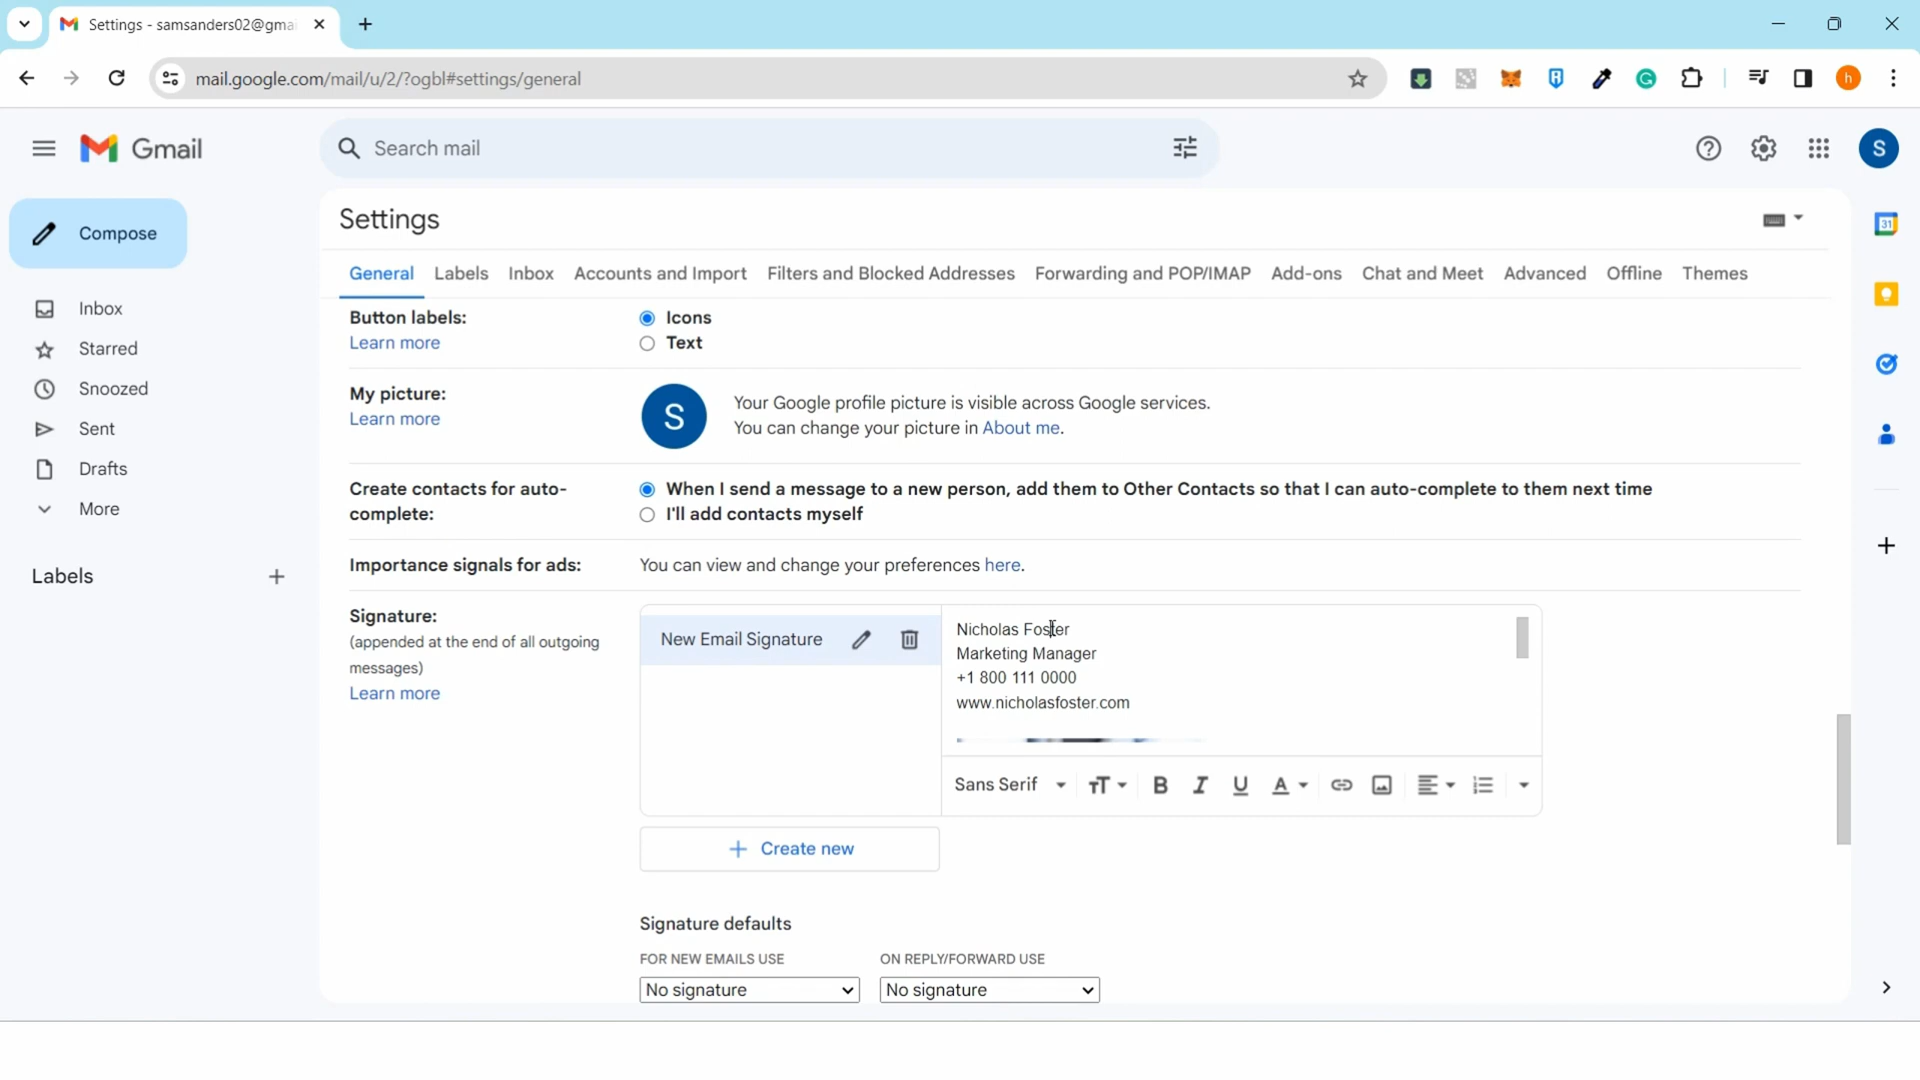 Settings - samsanders02@gmai
mail.google.com/mail/u/2/?ogbl#settings/general
h
Gmail
Search mail
S
Compose
Inbox
Starred
Snoozed
Sent
Drafts
More
Labels
Settings
General Labels Inbox Accounts and Import Filters and Blocked Addresses Forwarding and POP/IMAP Add-ons Chat and Meet Advanced Offline Themes
Button labels:
Learn more
Icons
Text
My picture:
Learn more
S
Your Google profile picture is visible across Google services.
You can change your picture in About me.
Create contacts for auto-
complete:
When I send a message to a new person, add them to Other Contacts so that I can auto-complete to them next time
I'll add contacts myself
Importance signals for ads:
You can view and change your preferences here.
Signature:
(appended at the end of all outgoing
messages)
Learn more
New Email Signature
Nicholas Foster
Marketing Manager
+1 800 111 0000
www.nicholasfoster.com
Sans Serif
Create new
Signature defaults
FOR NEW EMAILS USE
No signature
ON REPLY/FORWARD USE
No signature
31